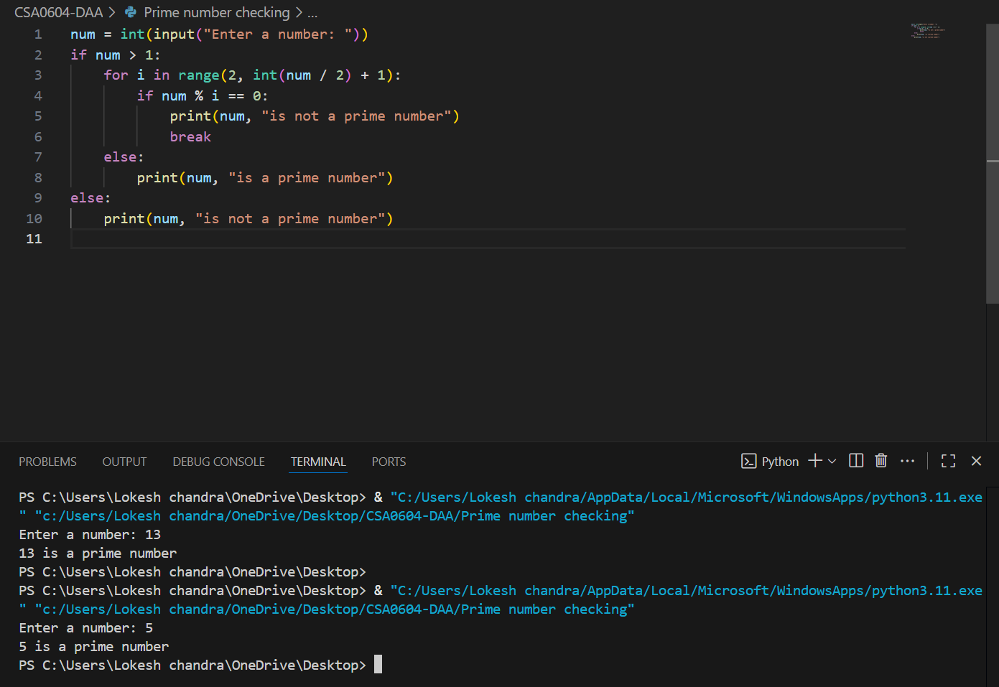 CSA0604-DAA > Prime number checking > ...
1 num = int(input("Enter a number: "))
2 if num > 1:
3     for i in range(2, int(num / 2) + 1):
4         if num % i == 0:
5             print(num, "is not a prime number")
6             break
7     else:
8         print(num, "is a prime number")
9 else:
10     print(num, "is not a prime number")
11
PROBLEMS OUTPUT DEBUG CONSOLE TERMINAL PORTS Python
PS C:\Users\Lokesh chandra\OneDrive\Desktop> & "C:/Users/Lokesh chandra/AppData/Local/Microsoft/WindowsApps/python3.11.exe
" "c:/Users/Lokesh chandra/OneDrive/Desktop/CSA0604-DAA/Prime number checking"
Enter a number: 13
13 is a prime number
PS C:\Users\Lokesh chandra\OneDrive\Desktop>
PS C:\Users\Lokesh chandra\OneDrive\Desktop> & "C:/Users/Lokesh chandra/AppData/Local/Microsoft/WindowsApps/python3.11.exe
" "c:/Users/Lokesh chandra/OneDrive/Desktop/CSA0604-DAA/Prime number checking"
Enter a number: 5
5 is a prime number
PS C:\Users\Lokesh chandra\OneDrive\Desktop>